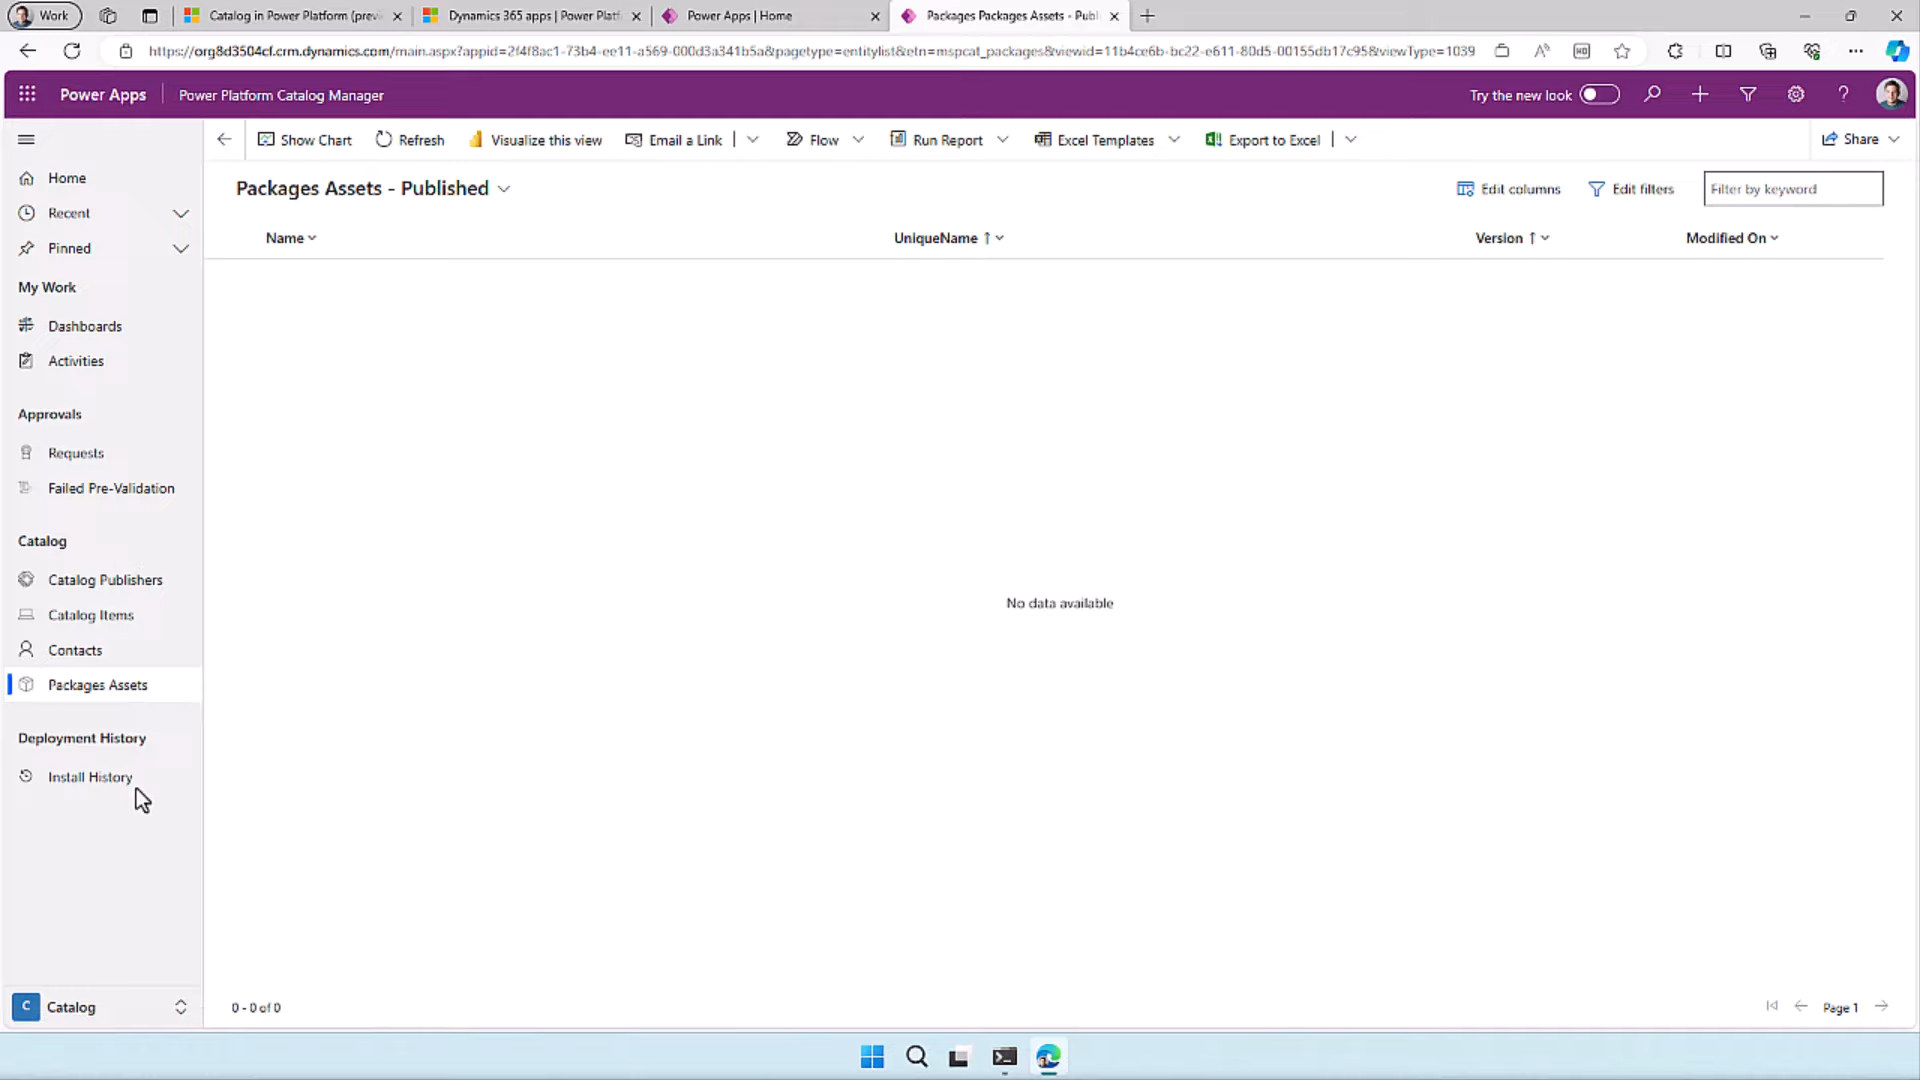 Work
Catalog in Power Platform (previ
Dynamics 365 apps | Power Platf
Power Apps | Home
Packages Packages Assets - Publ
https://org8d3504cf.crm.dynamics.com/main.aspx?appid=2f4f8ac1-73b4-ee11-a569-000d3a341b5a&pagetype=entitylist&etn=mspcat_packages&viewid=11b4ce6b-bc22-e611-80d5-00155db17c95&viewType=1039
Power Apps
Power Platform Catalog Manager
Try the new look
Show Chart
Refresh
Visualize this view
Email a Link
Flow
Run Report
Excel Templates
Export to Excel
Share
Home
Recent
Pinned
My Work
Dashboards
Activities
Approvals
Requests
Failed Pre-Validation
Catalog
Catalog Publishers
Catalog Items
Contacts
Packages Assets
Deployment History
Install History
C Catalog
Packages Assets - Published
Edit columns
Edit filters
Filter by keyword
Name
UniqueName ↑
Version ↑
Modified On
No data available
0 - 0 of 0
Page 1